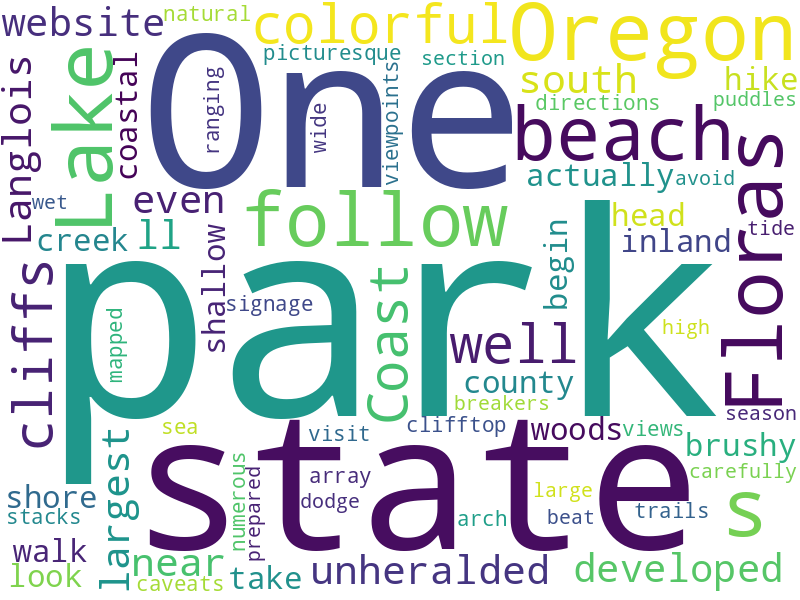 website
natural
colorful
Oregon
One
picturesque
section
south
hike
directions
puddles
Langlois
Lake
coastal
ranging
wide
viewpoints
beach
Floras
wet
even
actually
avoid
creek
ll
follow
head
tide
inland
shallow
begin
cliffs
signage
park
Coast
mapped
well
high
county
breakers
season
sea
visit
clifftop
woods
views
brushy
largest
state
carefully
shore
stacks
numerous
prepared
array
dodge
large
beat
arch
trails
s
walk
near
look
caveats
take
unheralded
developed